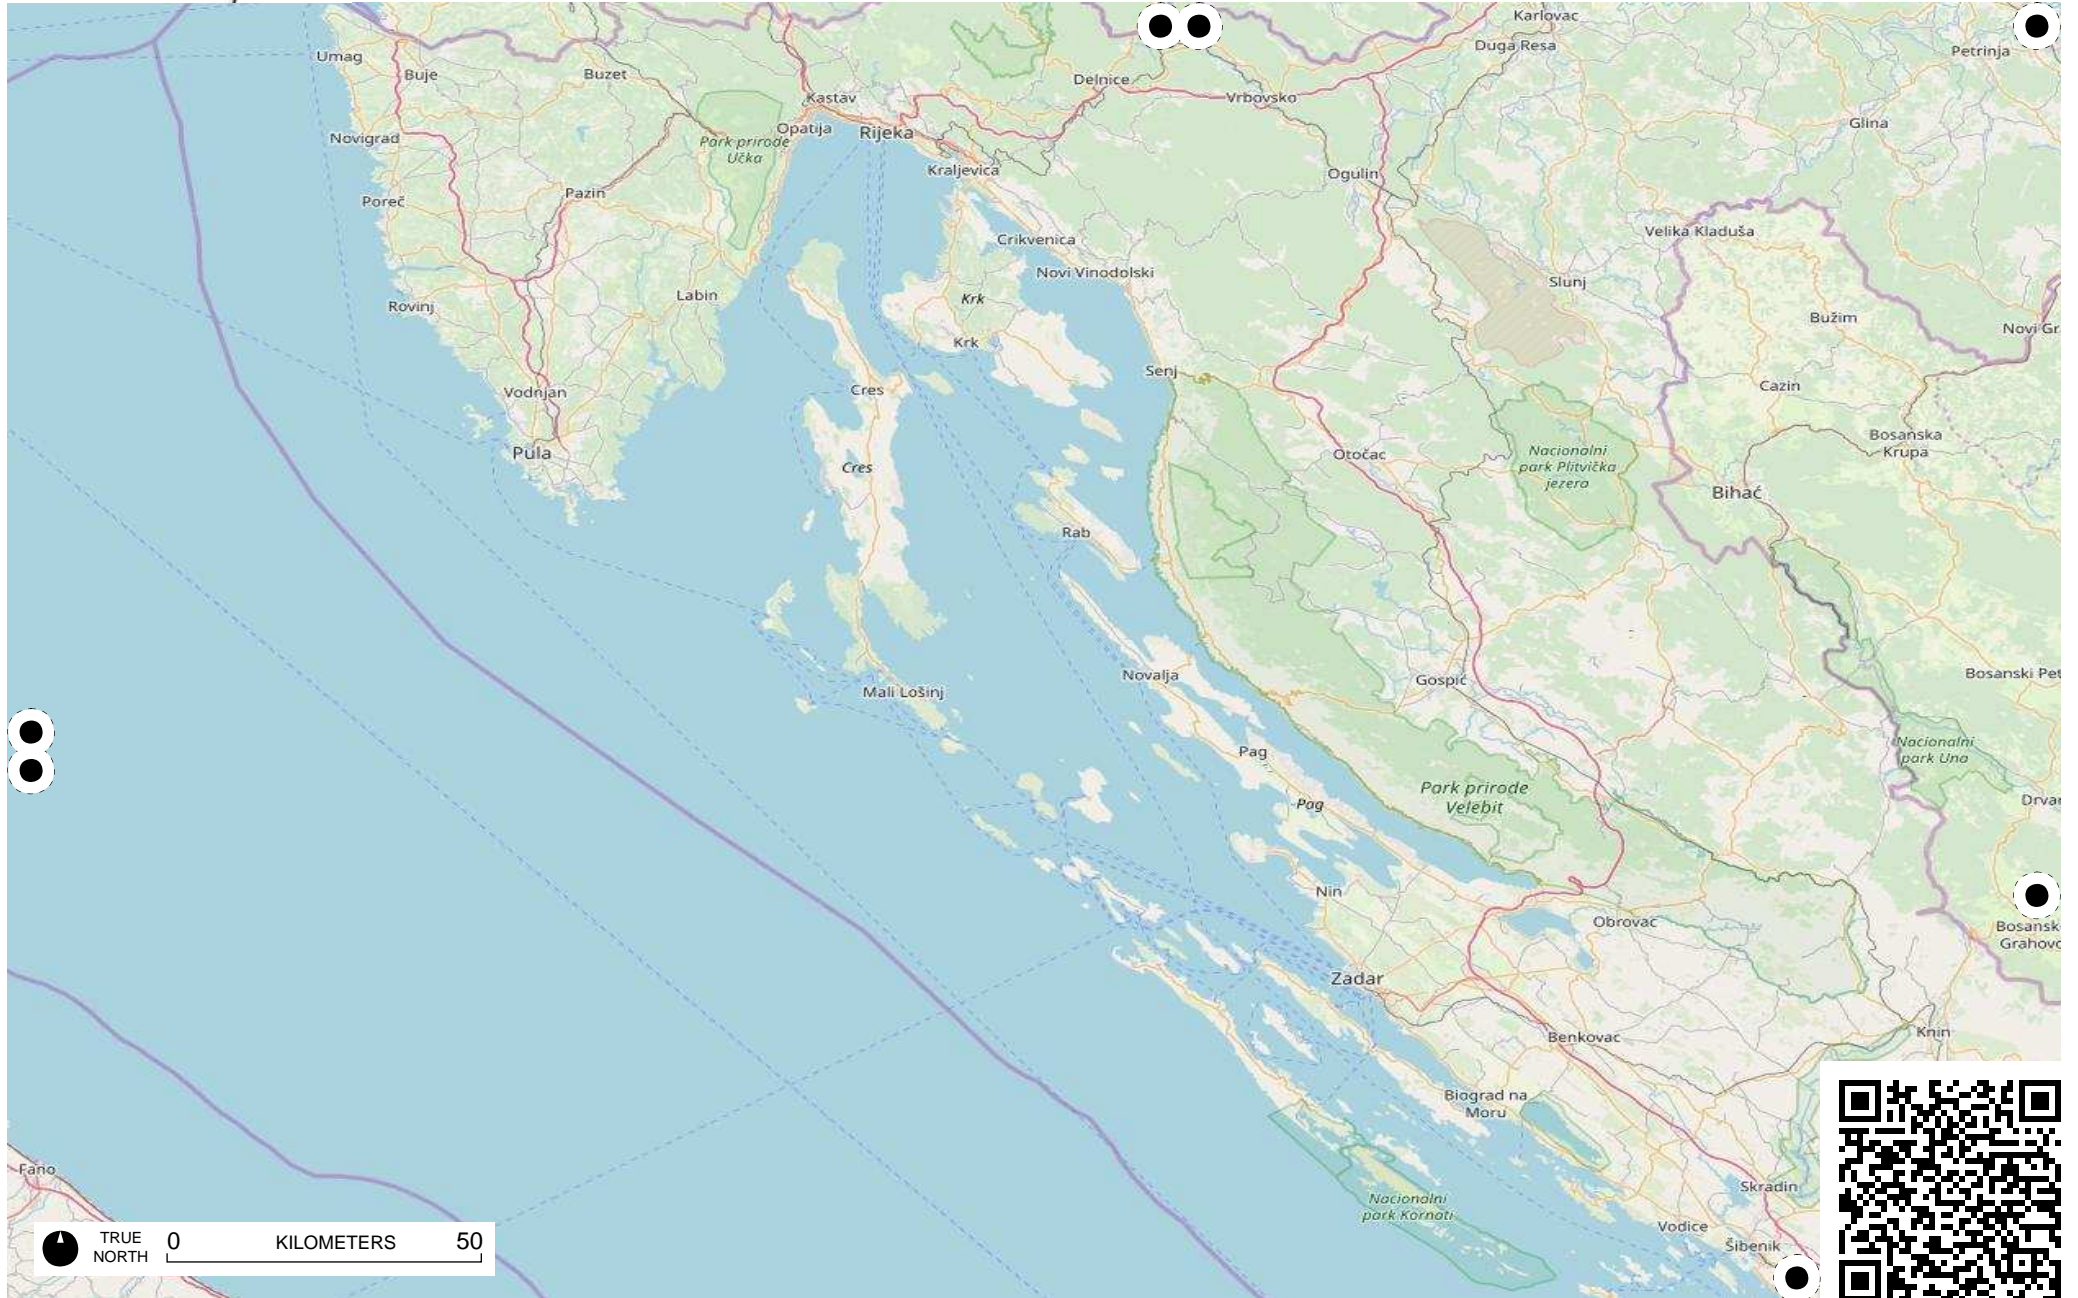 Karlovac
Umag
Buje
Buzet
Duga Resa
Petrinja
Delnice
Kastav
Vrbovsko
Novigrad
Opatija
Rijeka
Glina
Park prirode
Učka
Kraljevica
Ogulin
Pazin
Poreč
Crikvenica
Velika Kladuša
Novi Vinodolski
Slunj
Labin
Rovinj
Krk
Bužim
Novi Gr
Krk
Senj
Cazin
Vodnjan
Cres
Pula
Cres
Otočac
Nacionalni
park Plitvička
jezera
Bosanska
Krupa
Bihać
Rab
Novalja
Gospić
Bosanski Pet
Mali Lošinj
Pag
Nacionalni
park Una
Park prirode
Velebit
Pag
Drvar
Nin
Obrovac
Bosansk
Grahovo
Zadar
Benkovac
Knin
Biograd na
Moru
Fano
Nacionalni
park Kornati
Skradin
Vodice
Šibenik
TRUE
NORTH
0 KILOMETERS 50